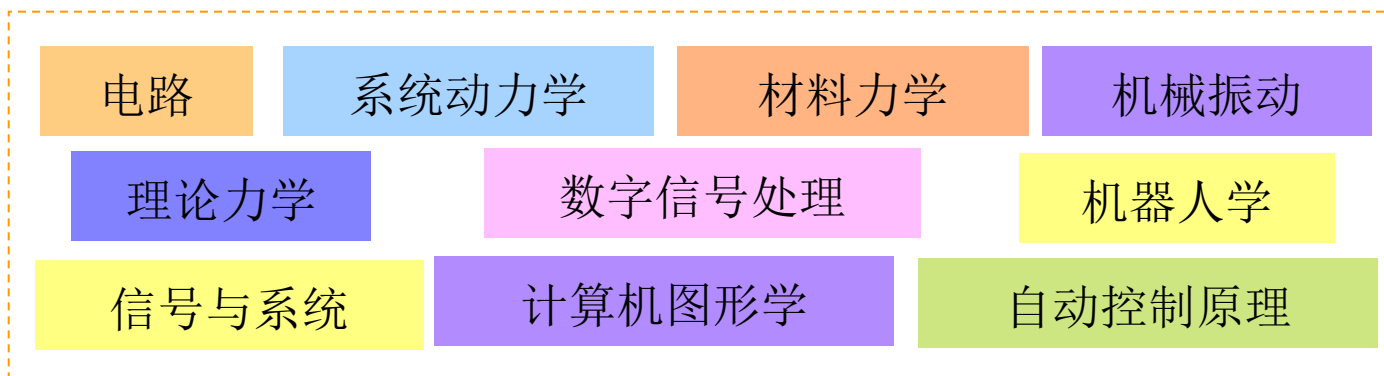 电路 系统动力学 材料力学 机械振动
理论力学 数字信号处理 机器人学
信号与系统 计算机图形学 自动控制原理